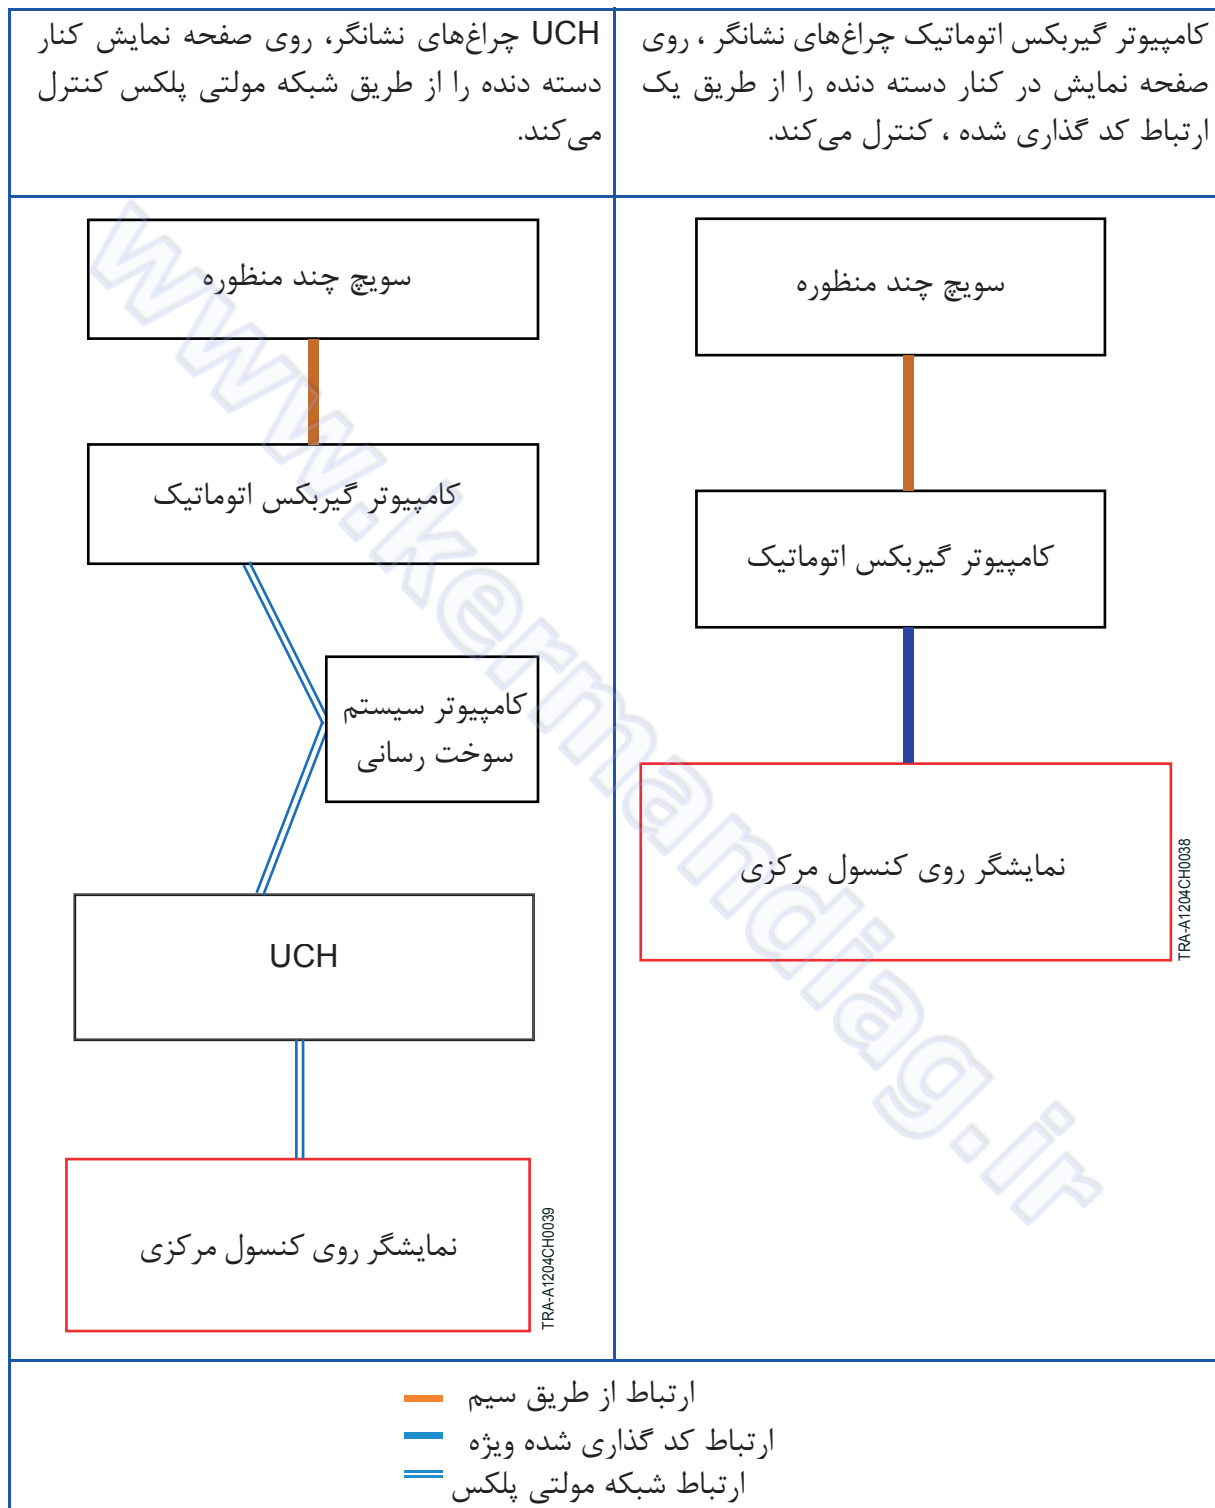 کامپیوتر گیربکس اتوماتیک چراغ‌های نشانگر ، روی
صفحه نمایش در کنار دسته دنده را از طریق یک
ارتباط کد گذاری شده ، کنترل می‌کند.
UCH چراغ‌های نشانگر، روی صفحه نمایش کنار
دسته دنده را از طریق شبکه مولتی پلکس کنترل
می‌کند.
سویچ چند منظوره
کامپیوتر گیربکس اتوماتیک
نمایشگر روی کنسول مرکزی
TRA-A1204CH0038
سویچ چند منظوره
کامپیوتر گیربکس اتوماتیک
کامپیوتر سیستم
سوخت رسانی
UCH
نمایشگر روی کنسول مرکزی
TRA-A1204CH0039
ارتباط از طریق سیم
ارتباط کد گذاری شده ویژه
ارتباط شبکه مولتی پلکس
www.kermandiag.ir